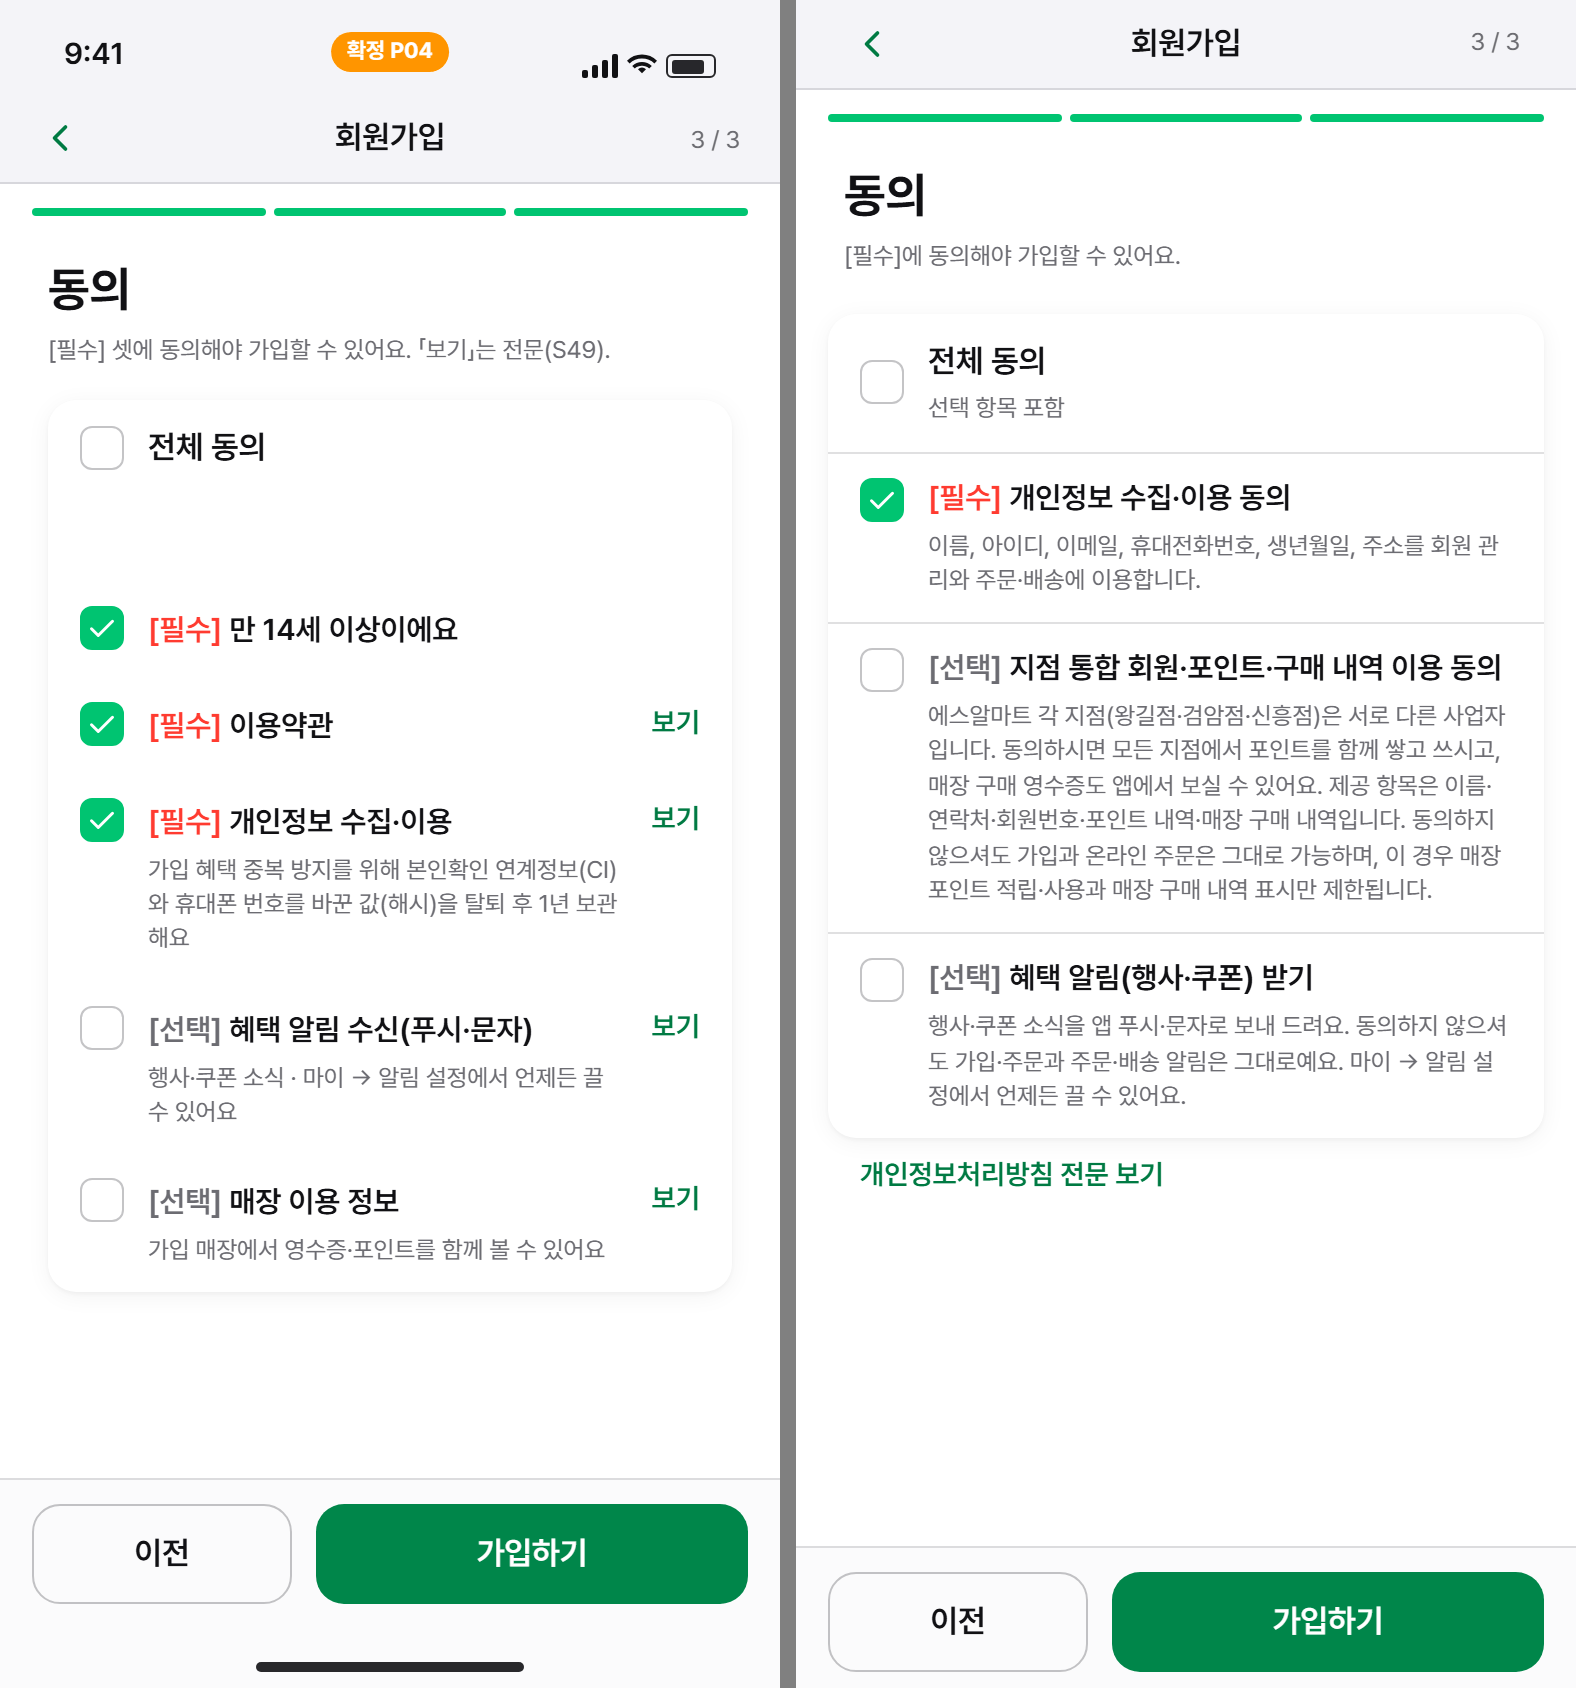 9:41
확정 P04
회원가입
3 / 3
동의
[필수] 셋에 동의해야 가입할 수 있어요. 「보기」는 전문(S49).
전체 동의
[필수] 만 14세 이상이에요
[필수] 이용약관
보기
[필수] 개인정보 수집·이용
보기
가입 혜택 중복 방지를 위해 본인확인 연계정보(CI)
와 휴대폰 번호를 바꾼 값(해시)을 탈퇴 후 1년 보관
해요
[선택] 혜택 알림 수신(푸시·문자)
보기
행사·쿠폰 소식 · 마이 → 알림 설정에서 언제든 끌
수 있어요
[선택] 매장 이용 정보
보기
가입 매장에서 영수증·포인트를 함께 볼 수 있어요
이전
가입하기
회원가입
3 / 3
동의
[필수]에 동의해야 가입할 수 있어요.
전체 동의
선택 항목 포함
[필수] 개인정보 수집·이용 동의
이름, 아이디, 이메일, 휴대전화번호, 생년월일, 주소를 회원 관
리와 주문·배송에 이용합니다.
[선택] 지점 통합 회원·포인트·구매 내역 이용 동의
에스알마트 각 지점(왕길점·검암점·신흥점)은 서로 다른 사업자
입니다. 동의하시면 모든 지점에서 포인트를 함께 쌓고 쓰시고,
매장 구매 영수증도 앱에서 보실 수 있어요. 제공 항목은 이름·
연락처·회원번호·포인트 내역·매장 구매 내역입니다. 동의하지
않으셔도 가입과 온라인 주문은 그대로 가능하며, 이 경우 매장
포인트 적립·사용과 매장 구매 내역 표시만 제한됩니다.
[선택] 혜택 알림(행사·쿠폰) 받기
행사·쿠폰 소식을 앱 푸시·문자로 보내 드려요. 동의하지 않으셔
도 가입·주문과 주문·배송 알림은 그대로예요. 마이 → 알림 설
정에서 언제든 끌 수 있어요.
개인정보처리방침 전문 보기
이전
가입하기